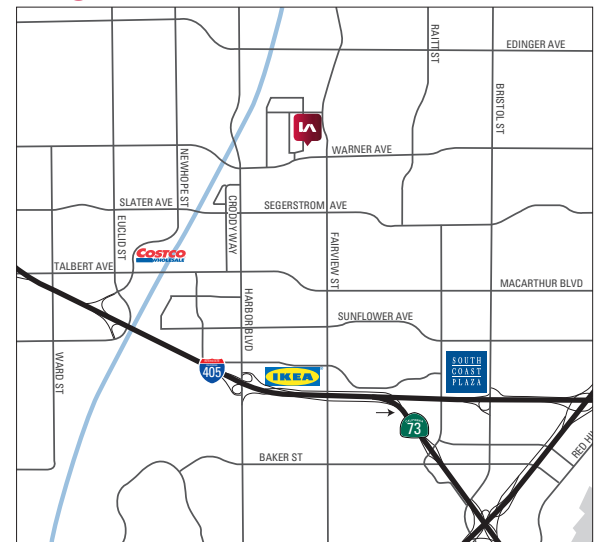 RAITT ST
EDINGER AVE
BRISTOL ST
WARNER AVE
NEWHOPE ST
SLATER AVE
CRODDY WAY
SEGERSTROM AVE
EUCLID ST
FAIRVIEW ST
COSTCO
WHOLESALE
TALBERT AVE
MACARTHUR BLVD
HARBOR BLVD
SUNFLOWER AVE
WARD ST
405
IKEA
SOUTH
COAST
PLAZA
73
BAKER ST